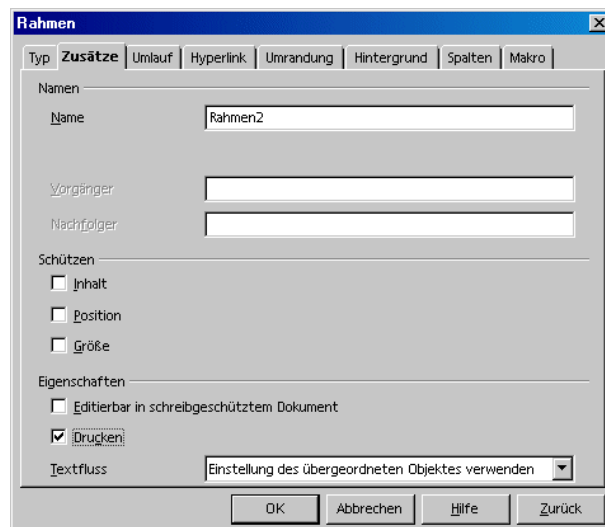 Rahmen
Typ Zusätze Umlauf Hyperlink Umrandung Hintergrund Spalten Makro
Namen
Name Rahmen2
Vorgänger
Nachfolger
Schützen
Inhalt
Position
Größe
Eigenschaften
Editierbar in schreibgeschütztem Dokument
Drucken
Textfluss Einstellung des übergeordneten Objektes verwenden
OK Abbrechen Hilfe Zurück